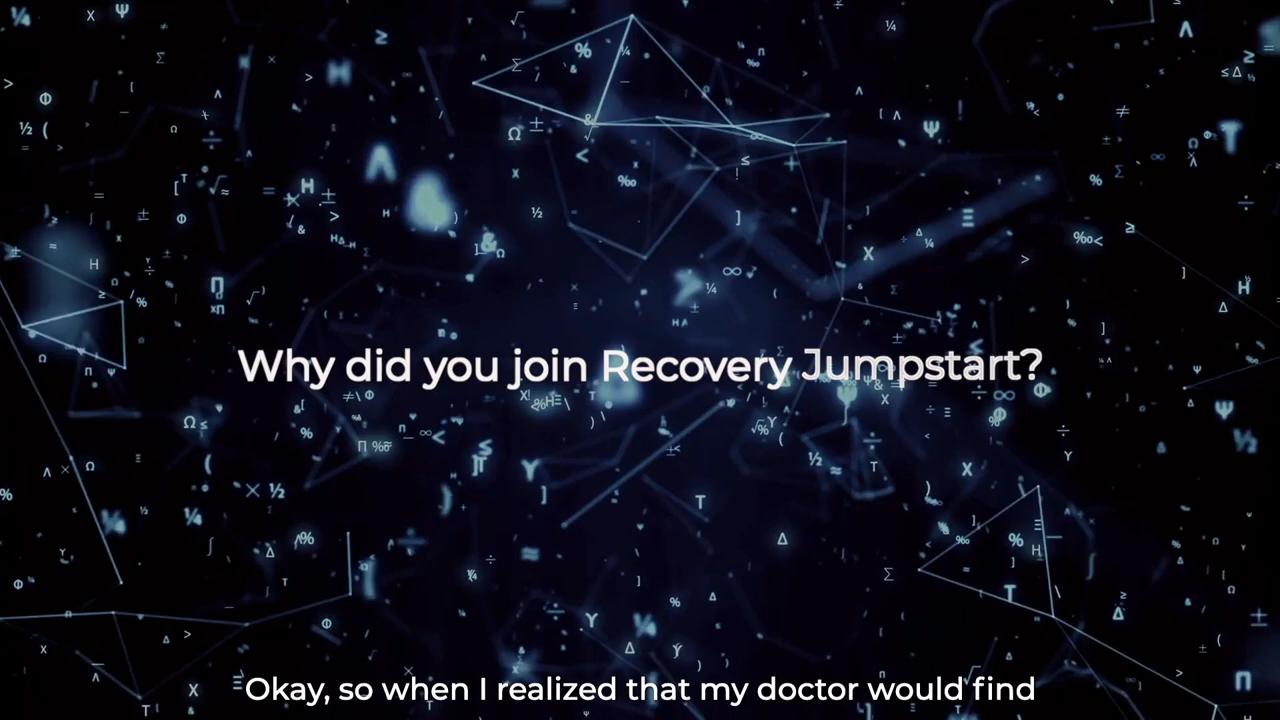 Why did you join Recovery Jumpstart?
Okay, so when I realized that my doctor would find